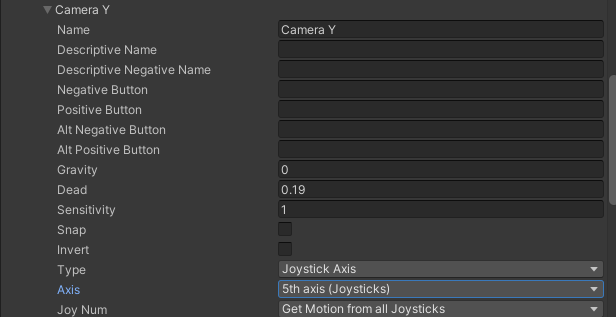 Camera Y
Name Camera Y
Descriptive Name
Descriptive Negative Name
Negative Button
Positive Button
Alt Negative Button
Alt Positive Button
Gravity 0
Dead 0.19
Sensitivity 1
Snap
Invert
Type Joystick Axis
Axis 5th axis (Joysticks)
Joy Num Get Motion from all Joysticks